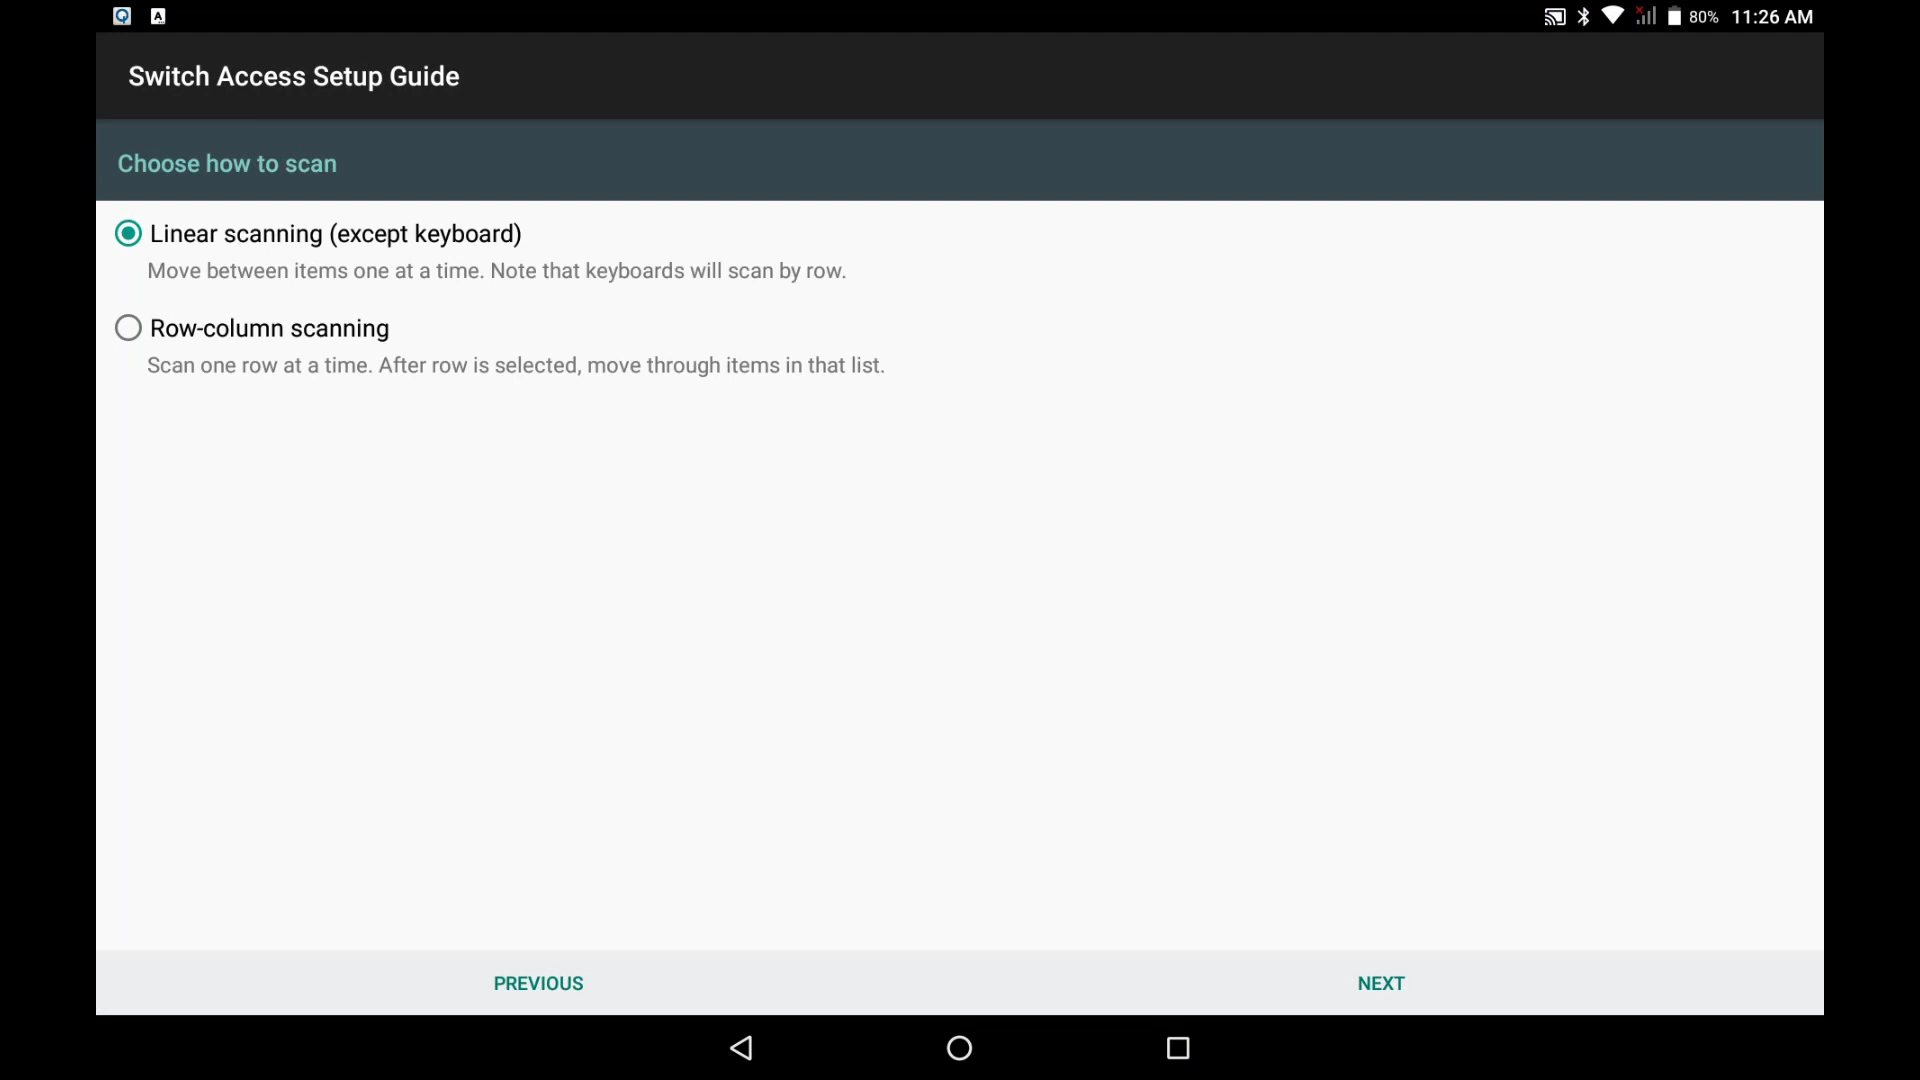 A
80% 11:26 AM
Switch Access Setup Guide
Choose how to scan
Linear scanning (except keyboard)
Move between items one at a time. Note that keyboards will scan by row.
Row-column scanning
Scan one row at a time. After row is selected, move through items in that list.
PREVIOUS NEXT